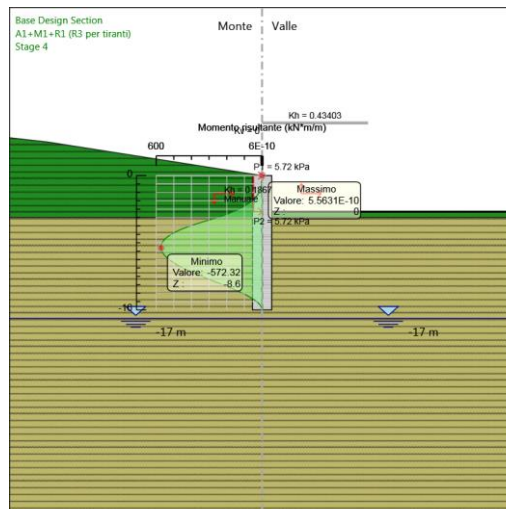 Base Design Section
A1+M1+R1 (R3 per tiranti)
Stage 4
Monte
Valle
Kh = 0.43403
Momento risultante (kN*m/m)
600
6E-10
= 5.72 kPa
0
Massimo
Valore: 5.5631E-10
Z : 0
P2 = 5.72 kPa
Minimo
Valore: -572.32
Z : -8.6
-17 m
-17 m